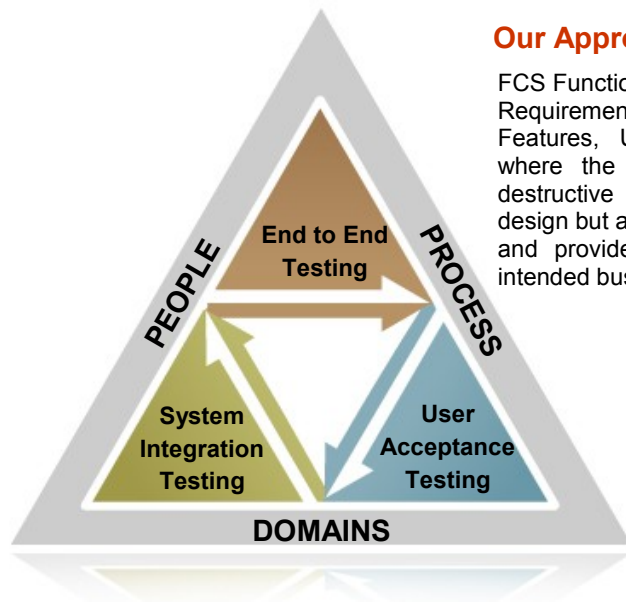 Our Appr
FCS Functio
Requiremen
Features, U
where the
destructive
design but a
and provide
intended bus
PEOPLE
PROCESS
End to End
Testing
System
Integration
Testing
User
Acceptance
Testing
DOMAINS